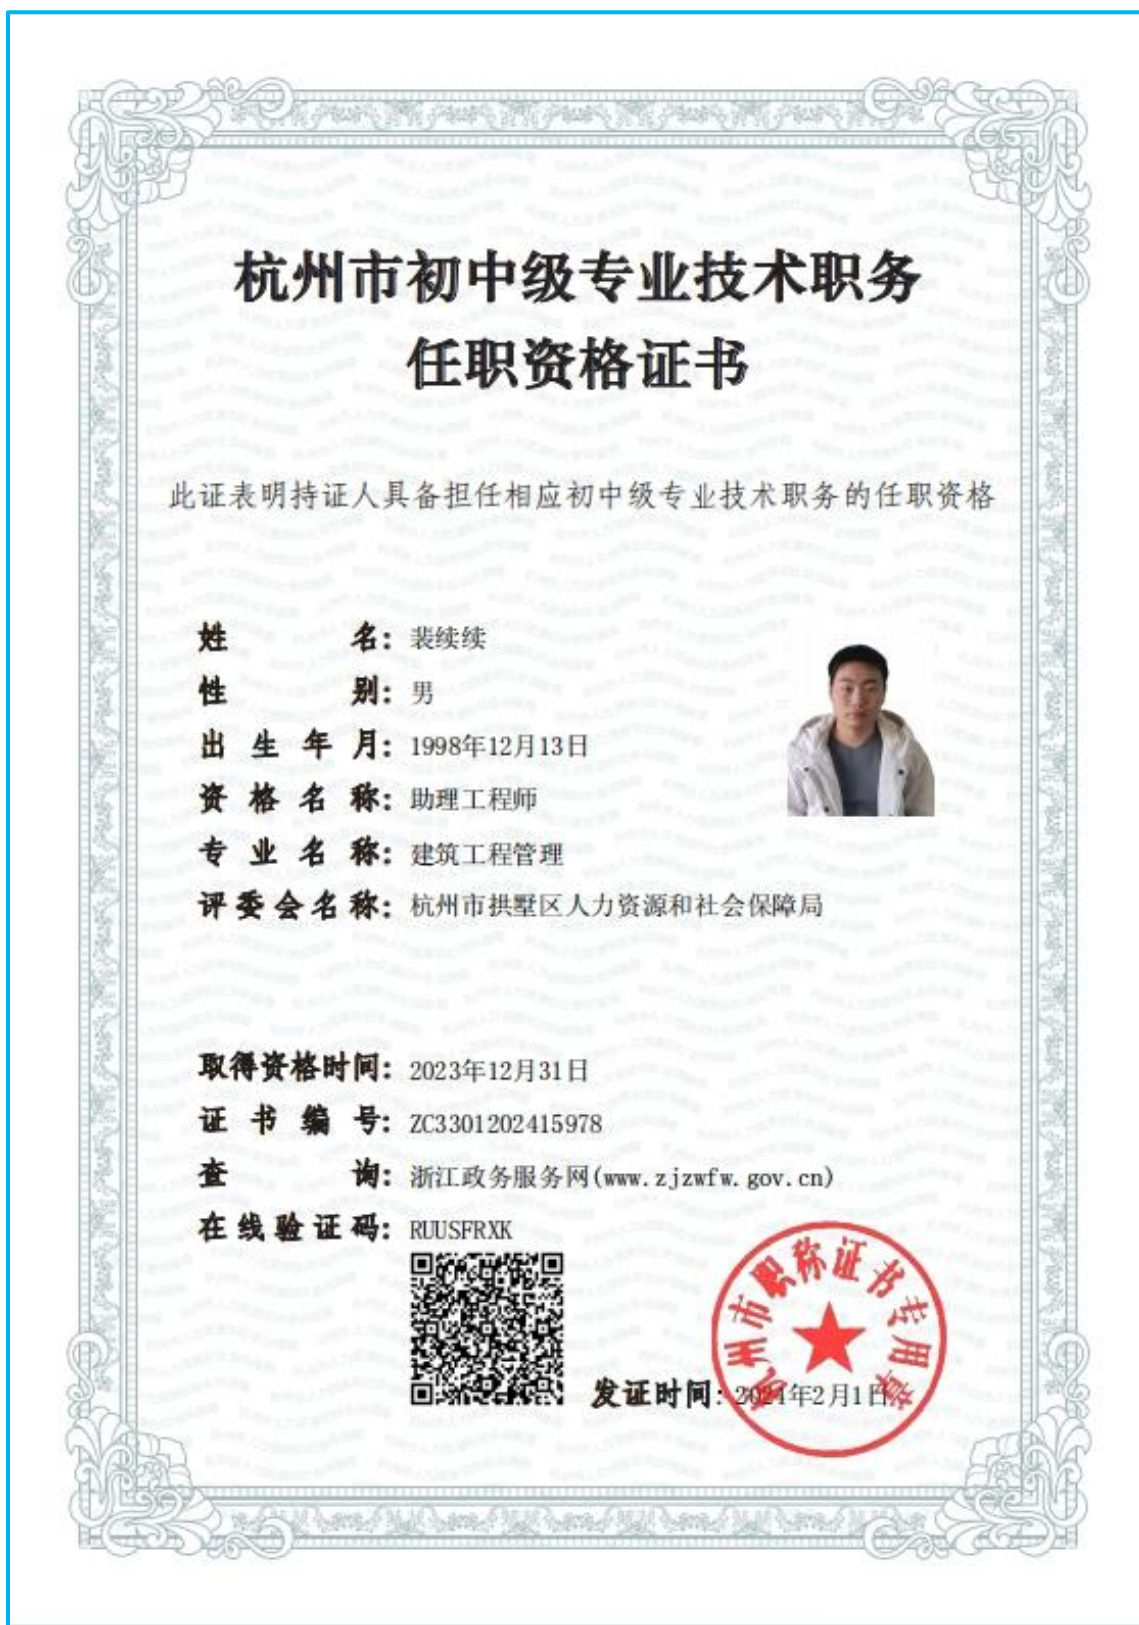 杭州市初中级专业技术职务
任职资格证书
此证表明持证人具备担任相应初中级专业技术职务的任职资格
姓名：裴续续
性别：男
出生年月：1998年12月13日
资格名称：助理工程师
专业名称：建筑工程管理
评委会名称：杭州市拱墅区人力资源和社会保障局
取得资格时间：2023年12月31日
证书编号：ZC3301202415978
查询：浙江政务服务网(www.zjzwfw.gov.cn)
在线验证码：RUUSFRXK
杭州市职称证书专用章
发证时间：2024年2月1日